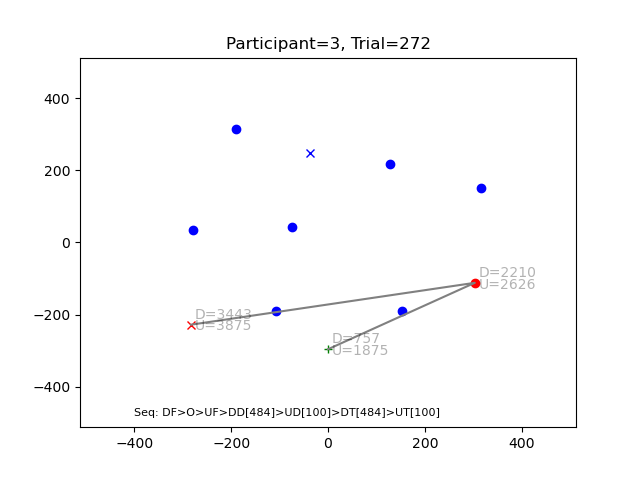 Participant=3, Trial=272
400
200
0
−200
−400
D=2210
U=2626
D=3443
U=3875
D=757
U=1875
Seq: DF>O>UF>DD[484]>UD[100]>DT[484]>UT[100]
−400 −200 0 200 400